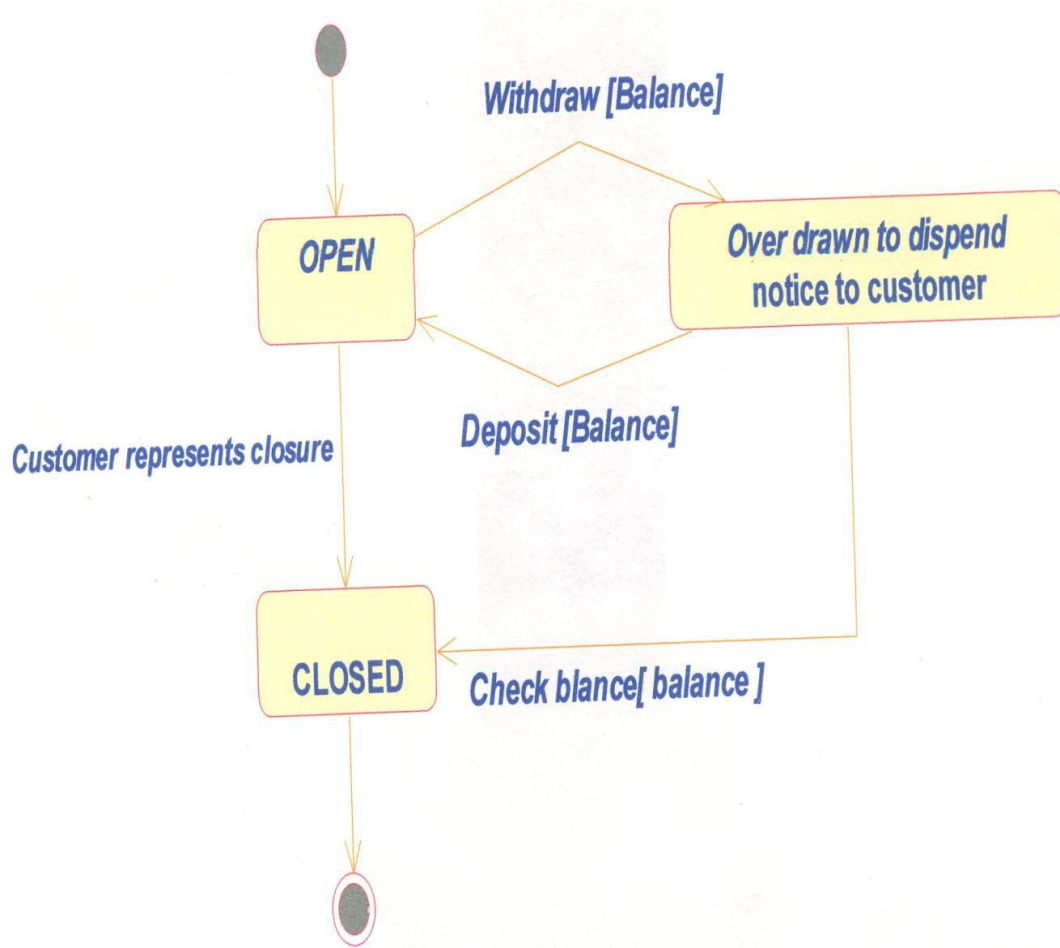 Withdraw [Balance]
OPEN
Over drawn to dispend
notice to customer
Deposit [Balance]
Customer represents closure
CLOSED
Check blance[ balance ]